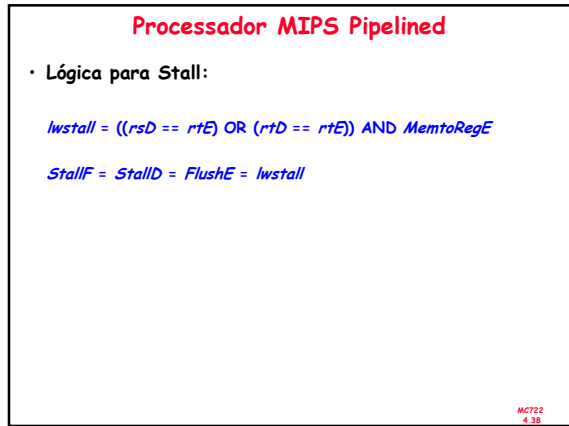 Processador MIPS Pipelined
• Lógica para Stall:
lwstall = ((rsD == rtE) OR (rtD == rtE)) AND MemtoRegE
StallF = StallD = FlushE = lwstall
MC722
4.38